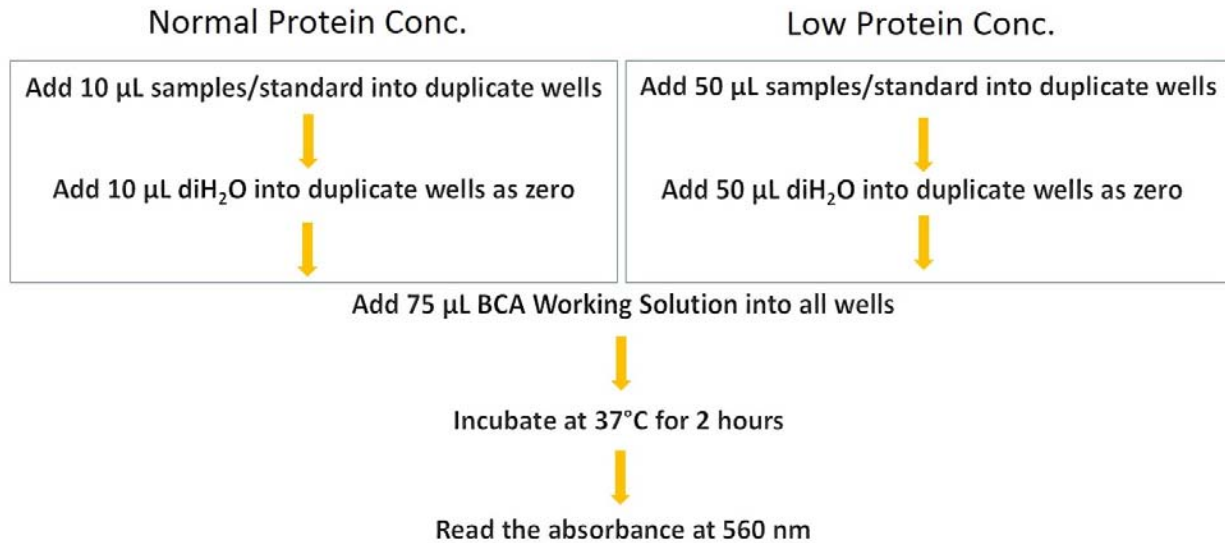 Normal Protein Conc.
Low Protein Conc.
Add 10 µL samples/standard into duplicate wells
Add 10 µL diH₂O into duplicate wells as zero
Add 50 µL samples/standard into duplicate wells
Add 50 µL diH₂O into duplicate wells as zero
Add 75 µL BCA Working Solution into all wells
Incubate at 37°C for 2 hours
Read the absorbance at 560 nm